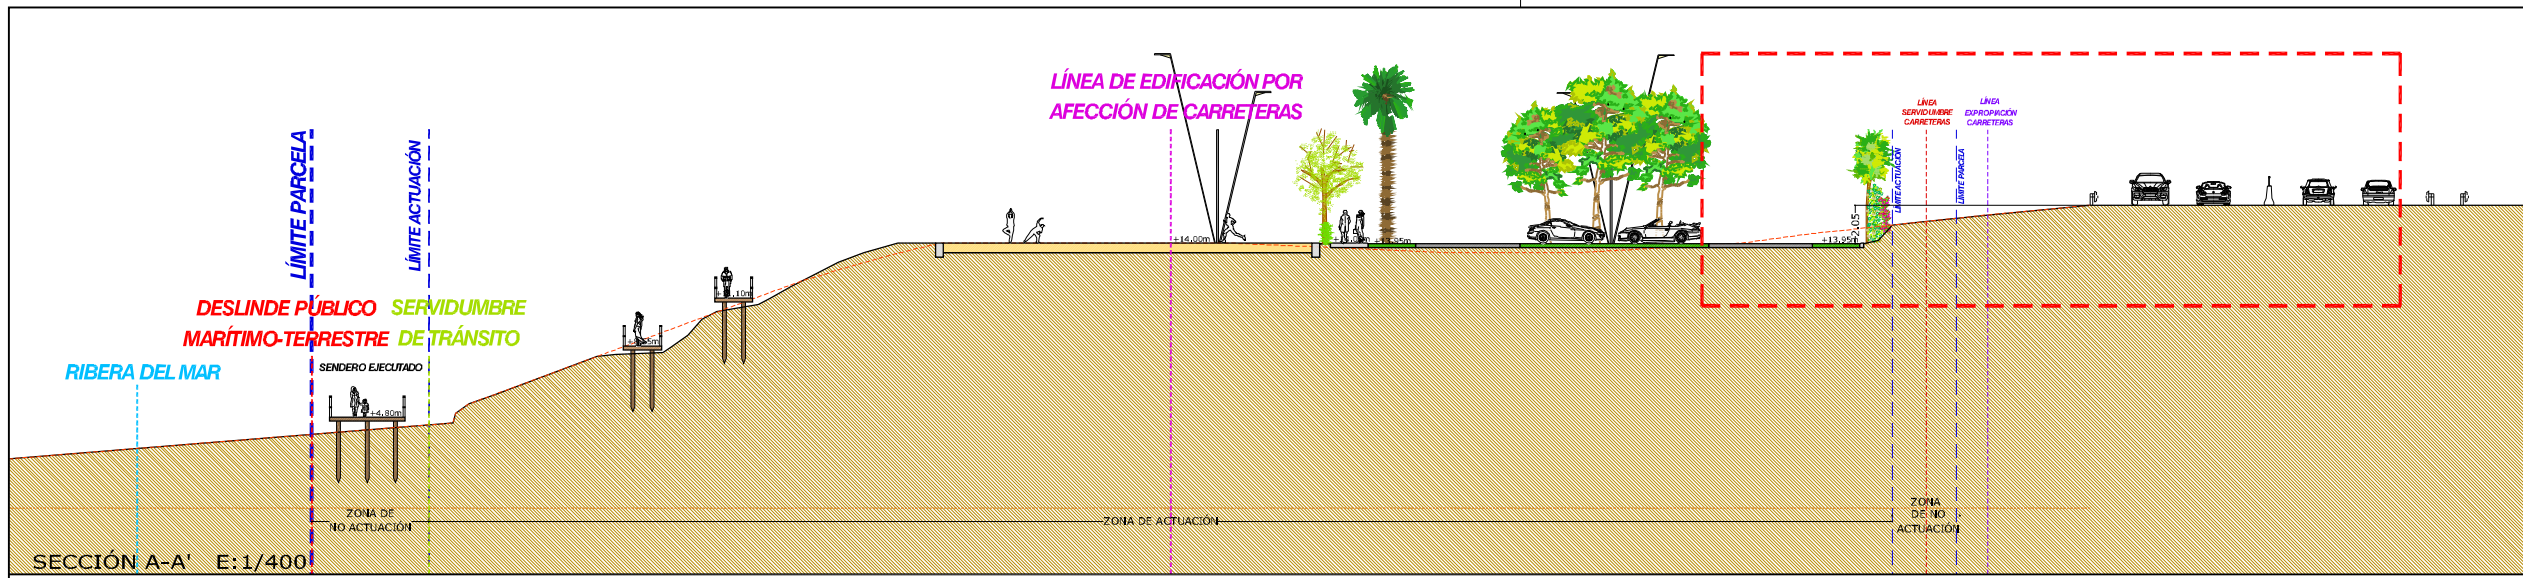 LÍNEA DE EDIFICACIÓN POR
AFECCIÓN DE CARRETERAS
LÍNEA
SERVIDUMBRE
CARRETERAS
LÍNEA
EXPROPIACIÓN
CARRETERAS
LÍMITE PARCELA
LÍMITE ACTUACIÓN
LÍMITE ACTUACIÓN
LÍMITE PARCELA
2.05
+14.00m
+13.95m
DESLINDE PÚBLICO
MARÍTIMO-TERRESTRE
SERVIDUMBRE
DE TRÁNSITO
RIBERA DEL MAR
SENDERO EJECUTADO
+4.80m
ZONA DE
NO ACTUACIÓN
ZONA DE ACTUACIÓN
ZONA
DE NO
ACTUACIÓN
SECCIÓN A-A' E:1/400